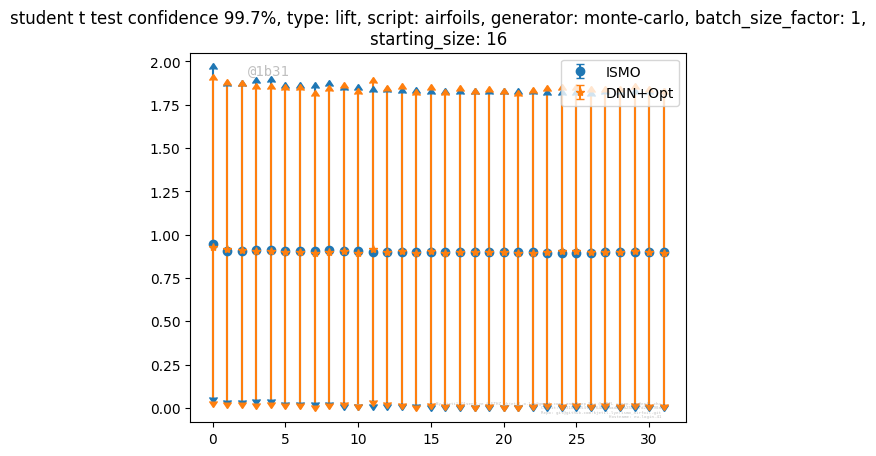 student t test confidence 99.7%, type: lift, script: airfoils, generator: monte-carlo, batch_size_factor: 1,
starting_size: 16
@1b31
ISMO
DNN+Opt
2.00
1.75
1.50
1.25
1.00
0.75
0.50
0.25
0.00
0 5 10 15 20 25 30